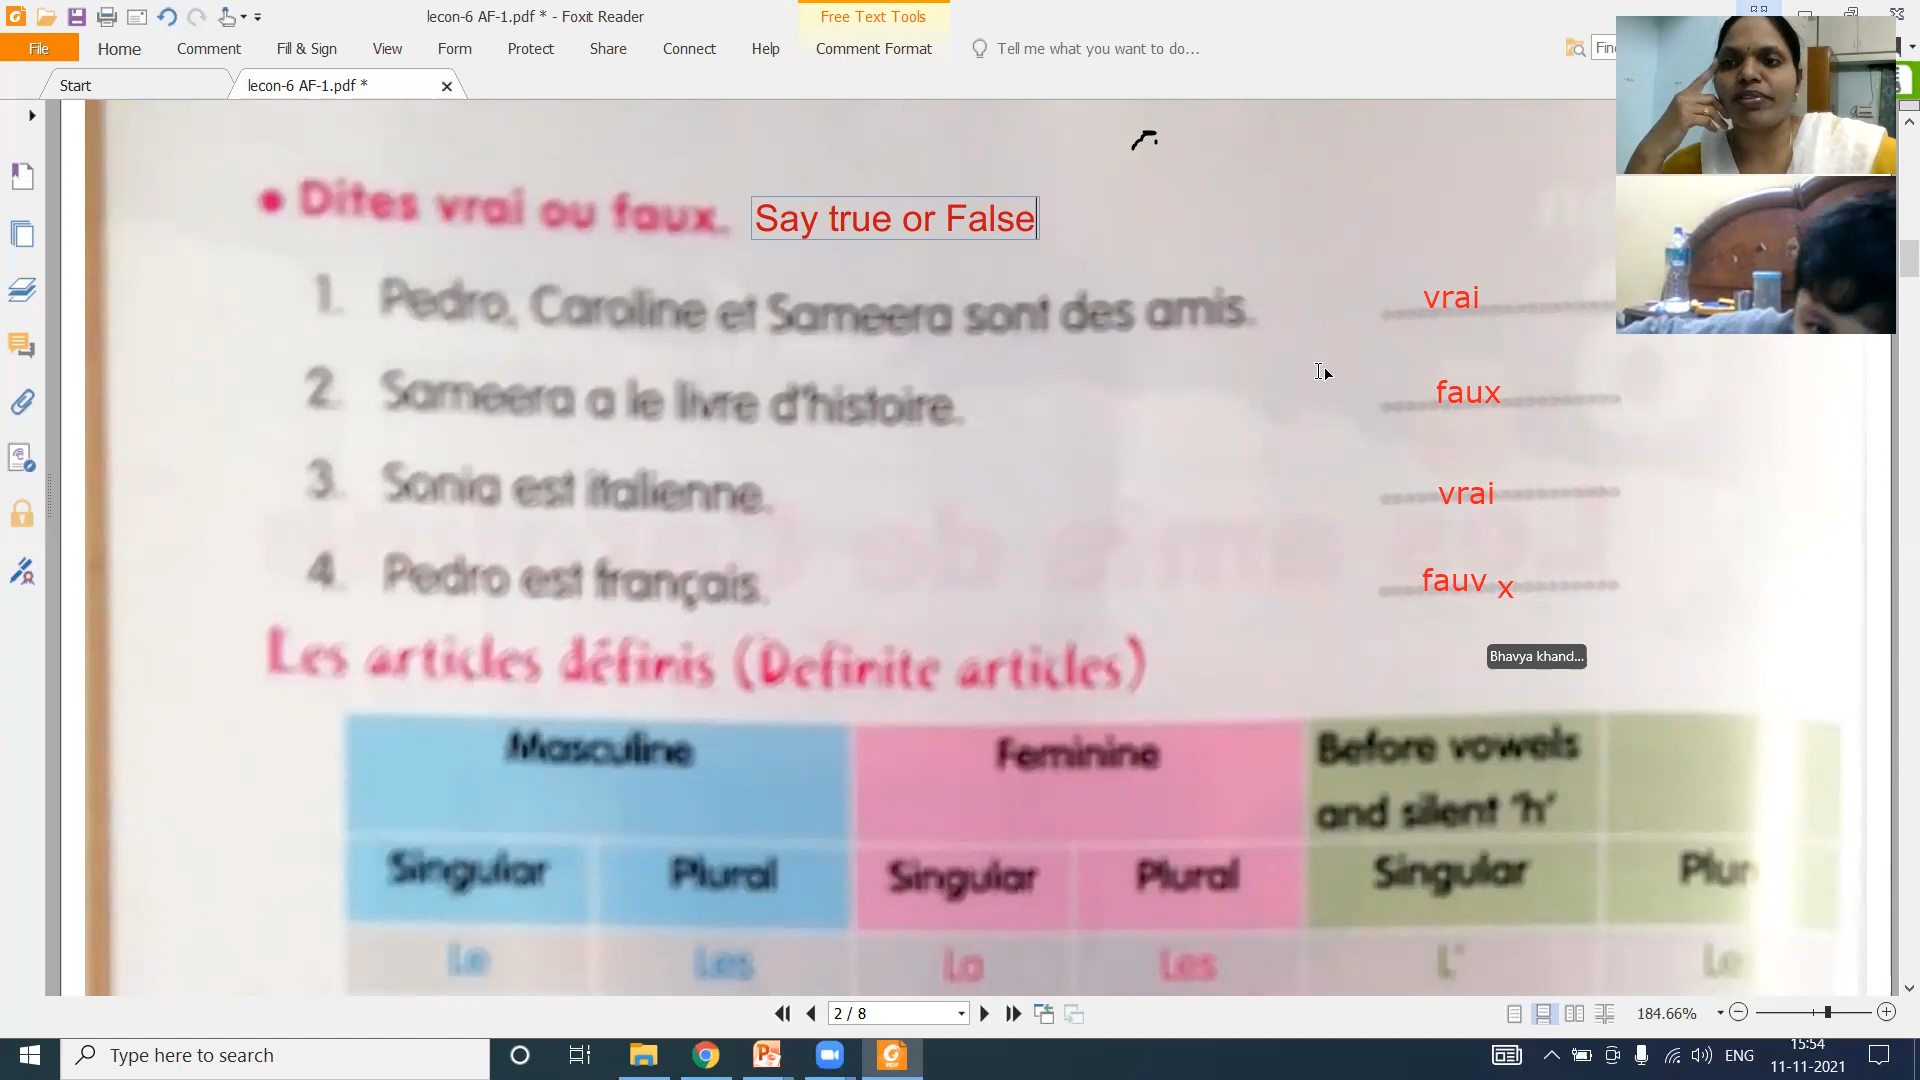 lecon-6 AF-1.pdf * - Foxit Reader
Free Text Tools
File Home Comment Fill & Sign View Form Protect Share Connect Help Comment Format Tell me what you want to do...
Start lecon-6 AF-1.pdf *
• Dites vrai ou faux. Say true or False
1. Pedro, Caroline et Sameera sont des amis. vrai
2. Sameera a le livre d'histoire. faux
3. Sonia est italienne. vrai
4. Pedro est français. fauv x
Bhavya khand...
Les articles définis (Definite articles)
Masculine Feminine Before vowels
and silent 'h'
Singular Plural Singular Plural Singular Plur
Le Les La Les L' Le
2 / 8 184.66%
Type here to search ENG 15:54
11-11-2021